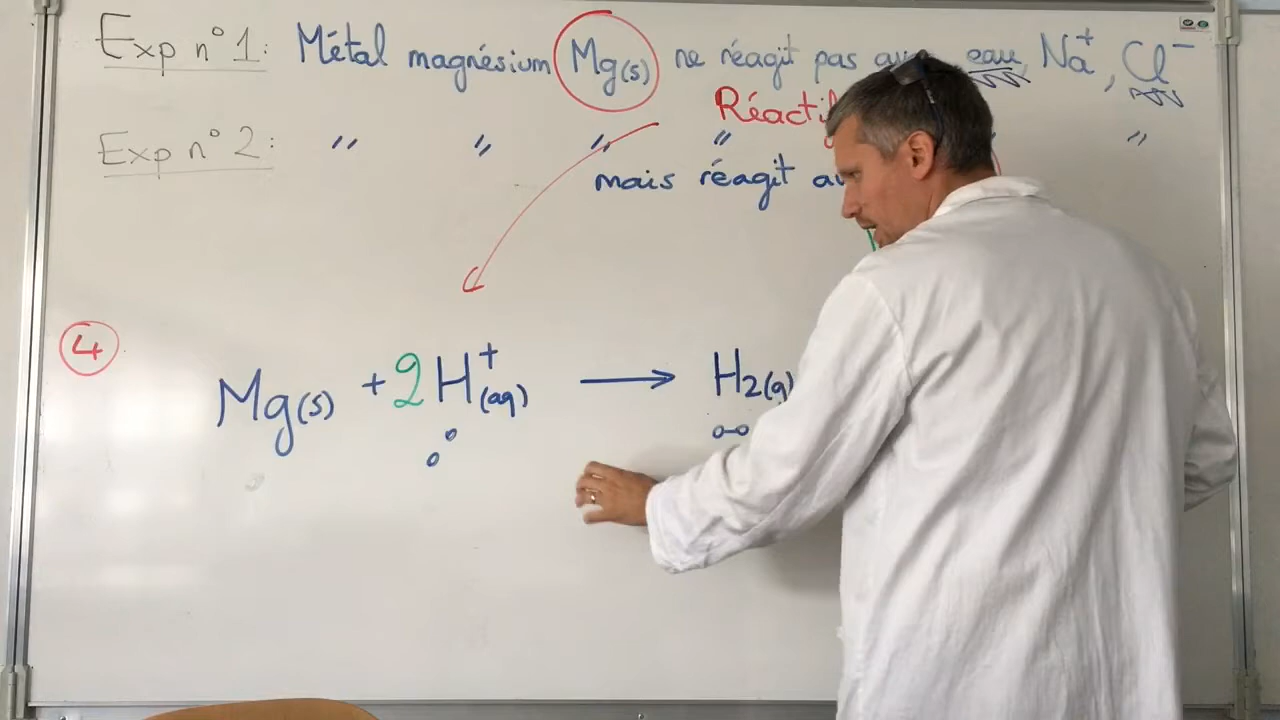 Exp n° 1: Métal magnésium Mg(s) ne réagit pas eau, Na⁺, Cl⁻
Réactif
Exp n° 2: " " " " "
mais réagit
4
Mg(s) + 2 H⁺(aq) → H2(g)